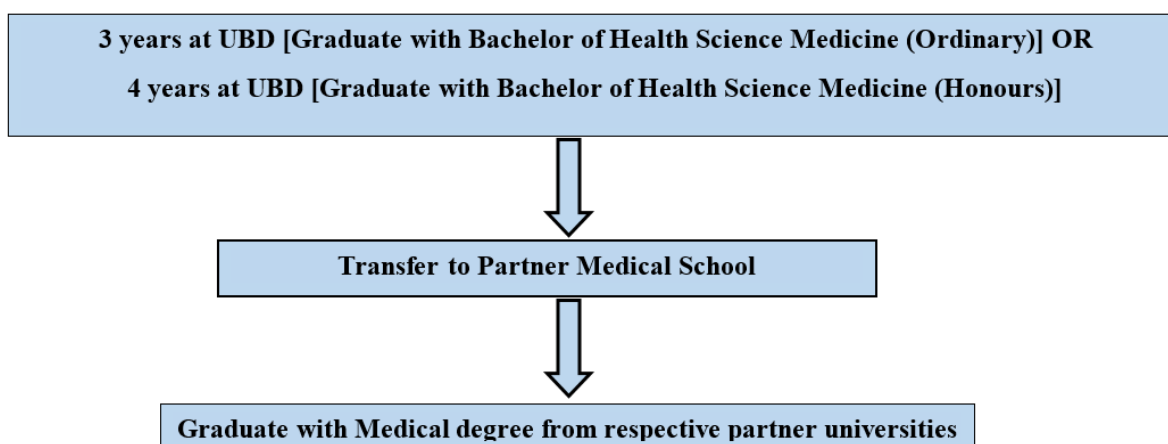 3 years at UBD [Graduate with Bachelor of Health Science Medicine (Ordinary)] OR
4 years at UBD [Graduate with Bachelor of Health Science Medicine (Honours)]
Transfer to Partner Medical School
Graduate with Medical degree from respective partner universities